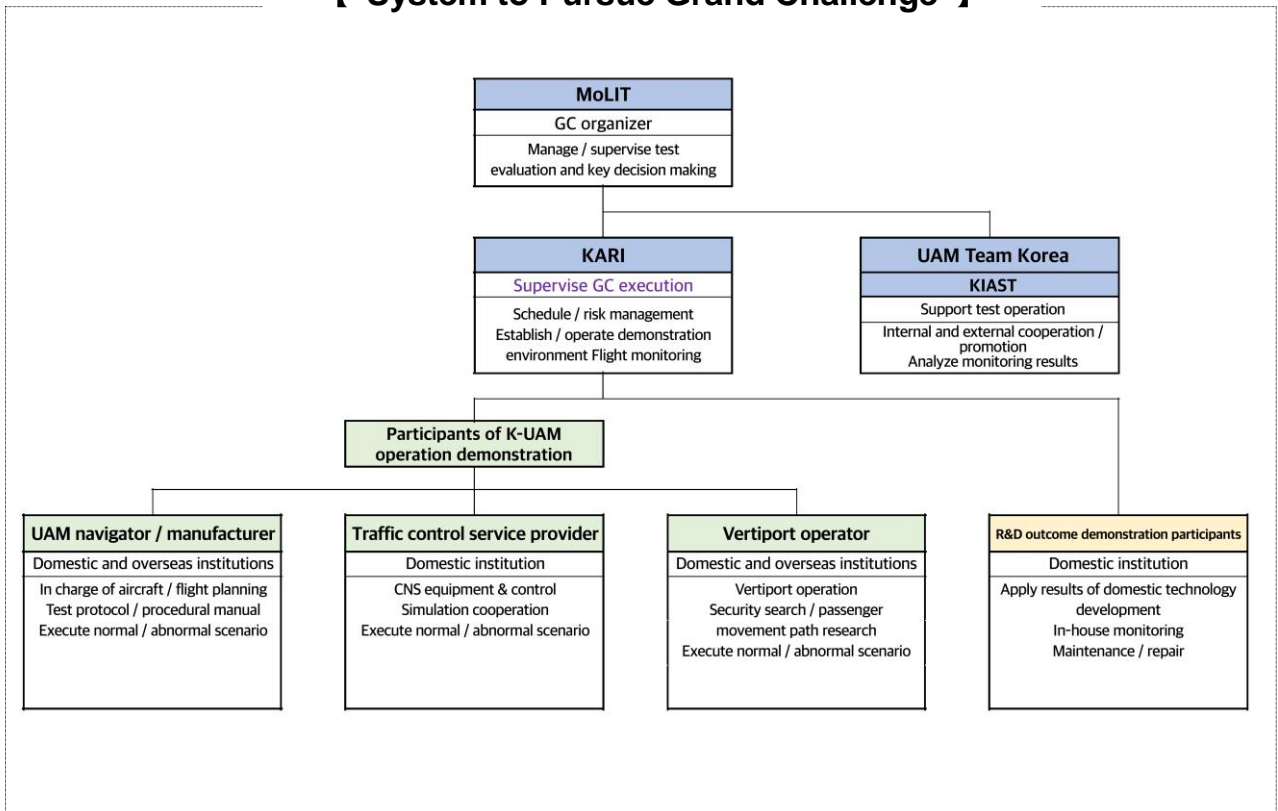 【 System to Pursue Grand Challenge 】
MoLIT
GC organizer
Manage / supervise test
evaluation and key decision making
KARI
Supervise GC execution
Schedule / risk management
Establish / operate demonstration
environment Flight monitoring
UAM Team Korea
KIAST
Support test operation
Internal and external cooperation /
promotion
Analyze monitoring results
Participants of K-UAM
operation demonstration
UAM navigator / manufacturer
Domestic and overseas institutions
In charge of aircraft / flight planning
Test protocol / procedural manual
Execute normal / abnormal scenario
Traffic control service provider
Domestic institution
CNS equipment & control
Simulation cooperation
Execute normal / abnormal scenario
Vertiport operator
Domestic and overseas institutions
Vertiport operation
Security search / passenger
movement path research
Execute normal / abnormal scenario
R&D outcome demonstration participants
Domestic institution
Apply results of domestic technology
development
In-house monitoring
Maintenance / repair